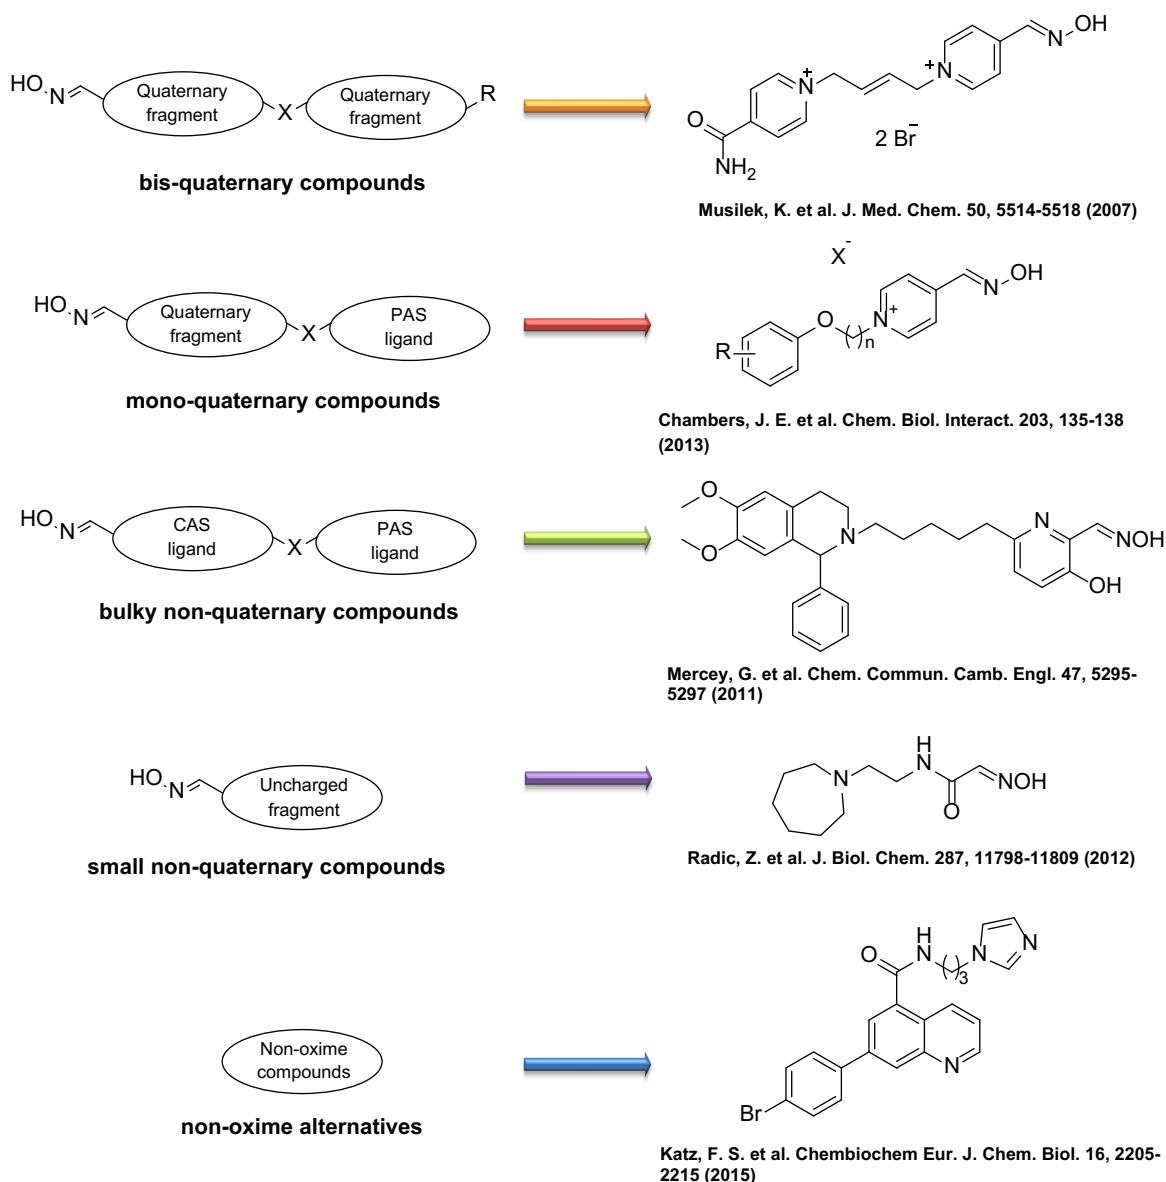 HO
N
Quaternary
fragment
X
Quaternary
fragment
R
bis-quaternary compounds
N
+
N
+
N
OH
O
NH2
2 Br-
Musilek, K. et al. J. Med. Chem. 50, 5514-5518 (2007)
HO
N
Quaternary
fragment
X
PAS
ligand
mono-quaternary compounds
X-
R
O
( )n
N
+
N
OH
Chambers, J. E. et al. Chem. Biol. Interact. 203, 135-138
(2013)
HO
N
CAS
ligand
X
PAS
ligand
bulky non-quaternary compounds
O
O
N
N
NOH
OH
Mercey, G. et al. Chem. Commun. Camb. Engl. 47, 5295-
5297 (2011)
HO
N
Uncharged
fragment
small non-quaternary compounds
N
H
N
O
NOH
Radic, Z. et al. J. Biol. Chem. 287, 11798-11809 (2012)
Non-oxime
compounds
non-oxime alternatives
O
H
N
( )3
N
N
N
Br
Katz, F. S. et al. Chembiochem Eur. J. Chem. Biol. 16, 2205-
2215 (2015)